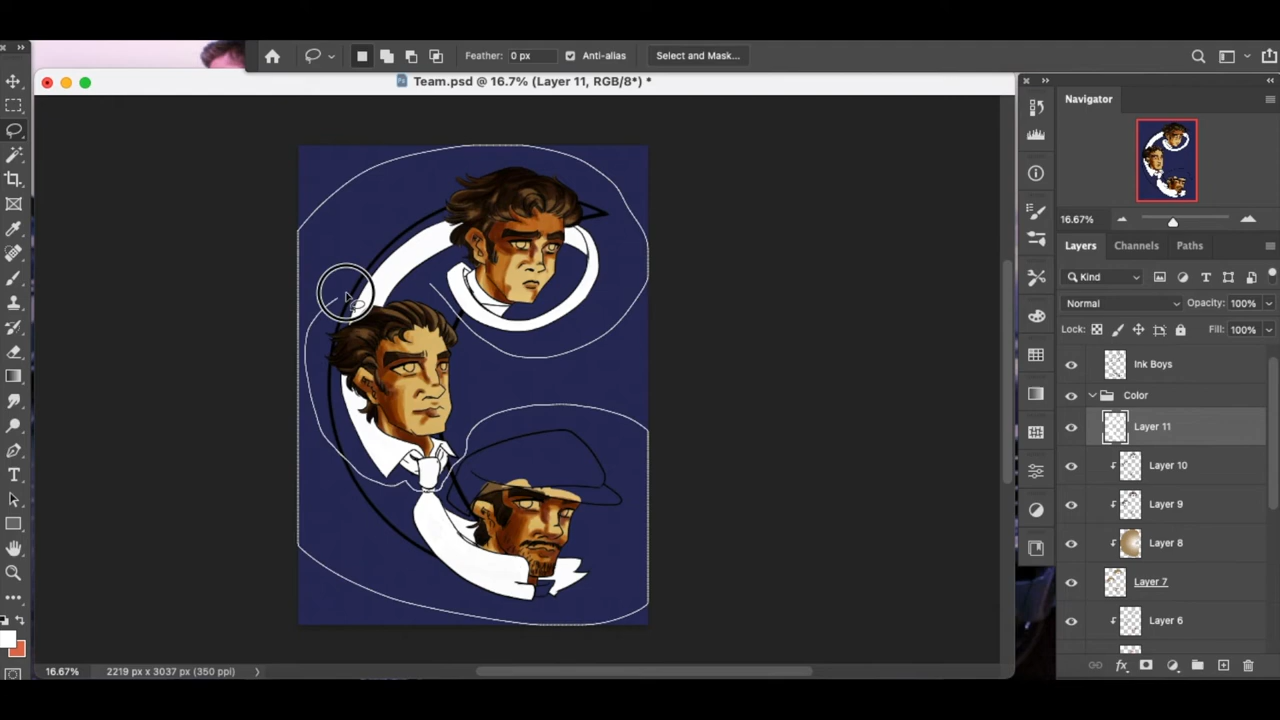 Feather: 0 px Anti-alias Select and Mask...
Team.psd @ 16.7% (Layer 11, RGB/8*) *
Navigator
16.67%
Layers Channels Paths
Kind
Normal Opacity: 100%
Lock: Fill: 100%
Ink Boys
Color
Layer 11
Layer 10
Layer 9
Layer 8
Layer 7
Layer 6
16.67% 2219 px x 3037 px (350 ppi)